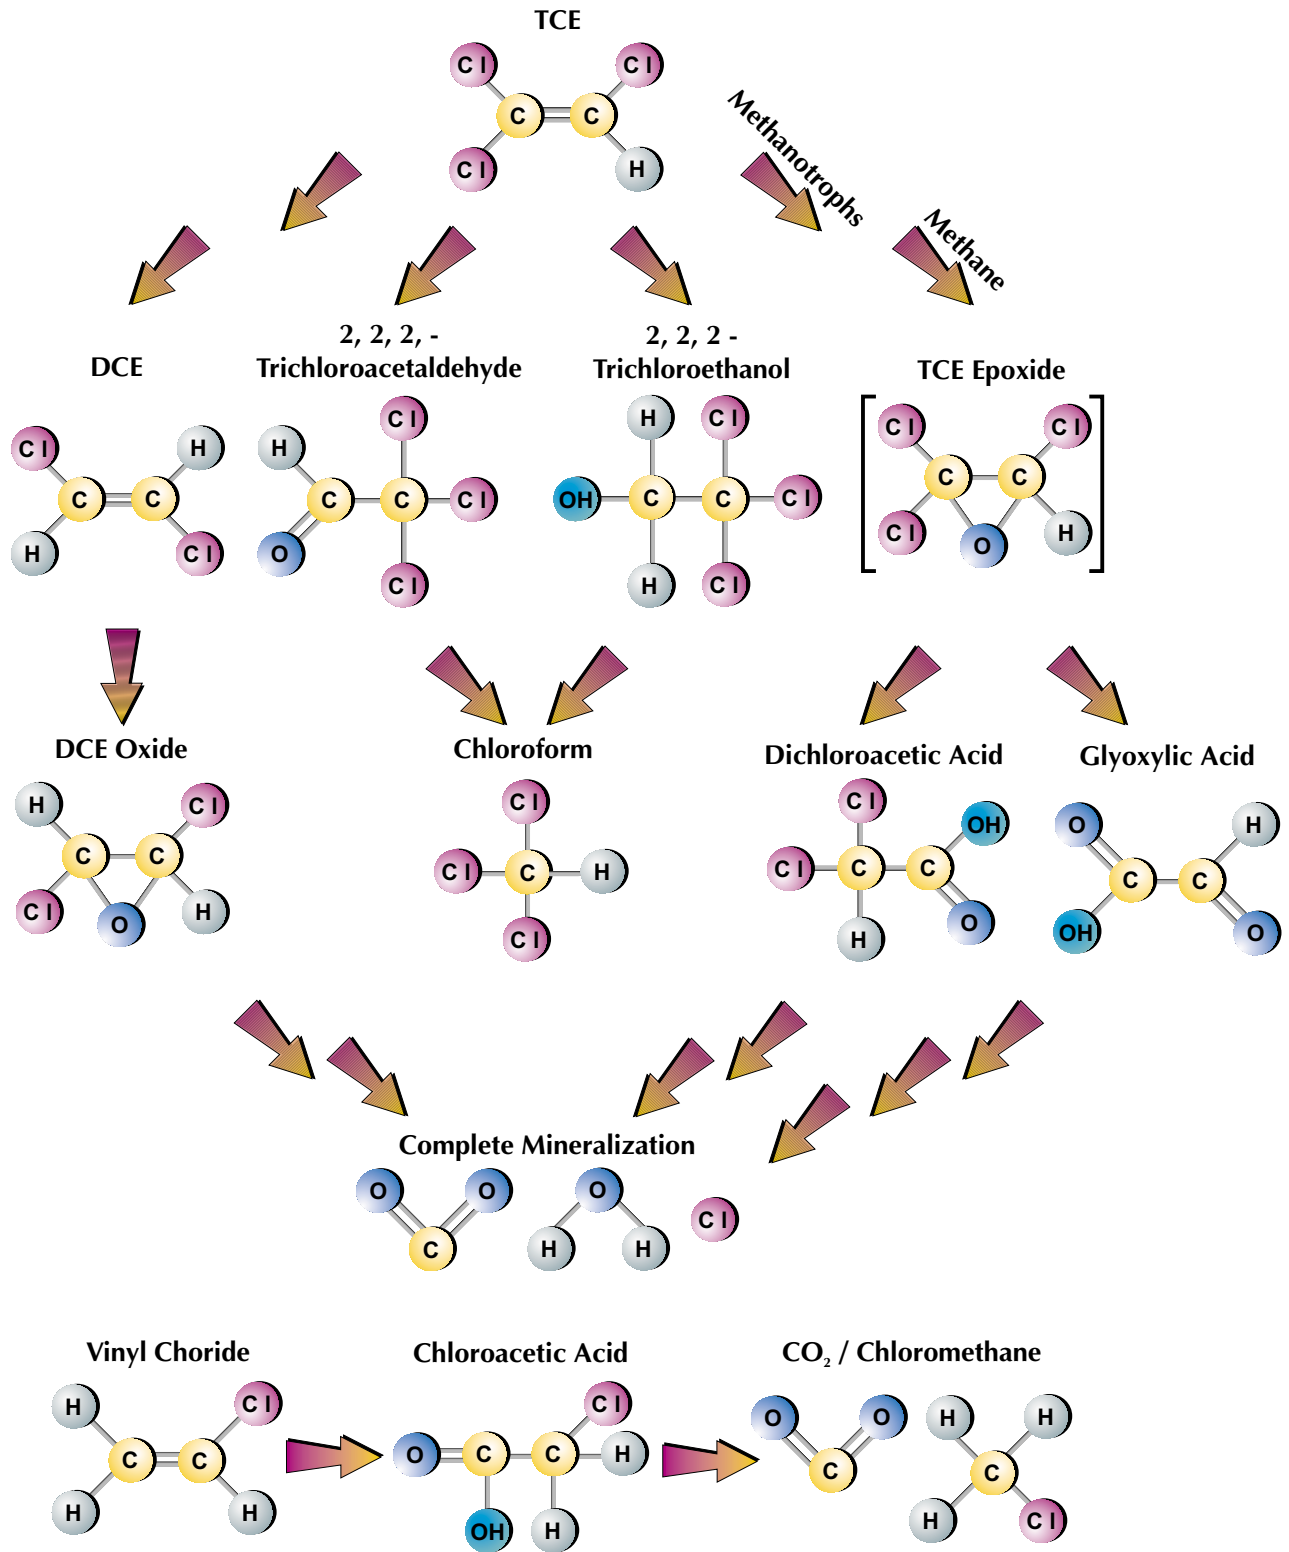 TCE
Cl
Cl
C
C
Cl
H
Methanotrophs
Methane
DCE
2, 2, 2, -
Trichloroacetaldehyde
2, 2, 2 -
Trichloroethanol
TCE Epoxide
Cl
H
C
C
H
Cl
H
Cl
C
C
Cl
O
Cl
H
Cl
OH
C
C
Cl
H
Cl
Cl
Cl
C
C
Cl
O
H
DCE Oxide
Chloroform
Dichloroacetic Acid
Glyoxylic Acid
H
Cl
C
C
Cl
O
H
Cl
Cl
C
H
Cl
Cl
OH
Cl
C
C
H
O
O
H
C
C
OH
O
Complete Mineralization
O
O
C
O
H
H
Cl
Vinyl Choride
Chloroacetic Acid
CO₂ / Chloromethane
H
Cl
C
C
H
H
Cl
O
C
C
H
OH
H
O
O
C
H
H
C
H
Cl